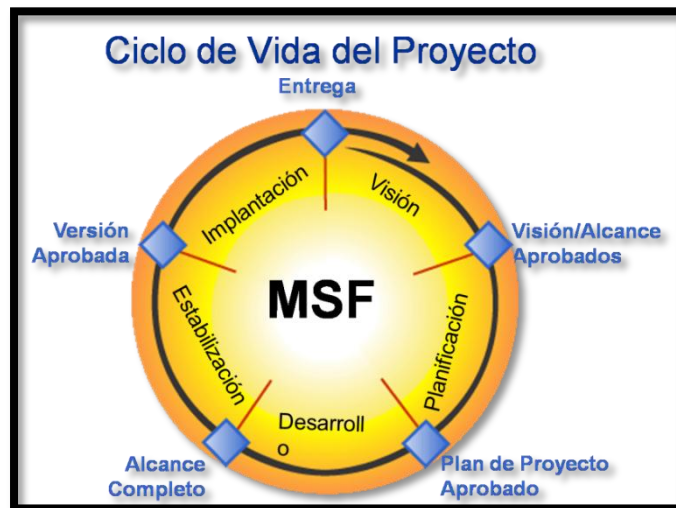 Ciclo de Vida del Proyecto
Entrega
Implantación
Visión
Versión
Aprobada
Visión/Alcance
Aprobados
MSF
Estabilización
Planificación
Desarroll
o
Alcance
Completo
Plan de Proyecto
Aprobado